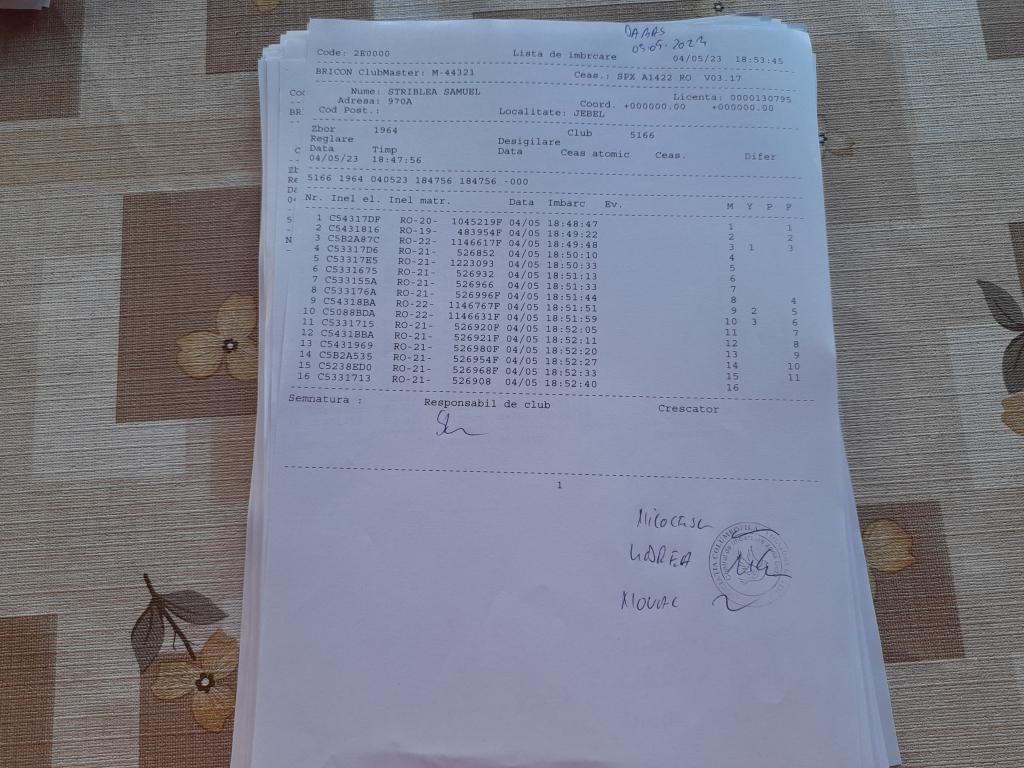 DABAS
05.05.2023
Code: 2E0000 Lista de imbrcare 04/05/23 18:53:45
BRICON ClubMaster: M-44321 Ceas.: SPX A1422 RO V03.17
Nume: STRIBLEA SAMUEL Licenta: 0000130795
Adresa: 970A Coord. +000000.00 +000000.00
Cod Post.: Localitate: JEBEL
Zbor 1964 Club 5166
Reglare Desigilare
Data Timp Data Ceas atomic Ceas. Difer
04/05/23 18:47:56
5166 1964 040523 184756 184756 -000
Nr. Inel el. Inel matr. Data Imbarc Ev. M Y P F
1 C54317DF RO-20- 1045219F 04/05 18:48:47 1 1
2 C5431816 RO-19- 483954F 04/05 18:49:22 2 2
3 C5B2A87C RO-22- 1146617F 04/05 18:49:48 3 1 3
4 C53317D6 RO-21- 526852 04/05 18:50:10 4
5 C53317E5 RO-21- 1223093 04/05 18:50:33 5
6 C5331675 RO-21- 526932 04/05 18:51:13 6
7 C533155A RO-21- 526966 04/05 18:51:33 7
8 C533176A RO-21- 526996F 04/05 18:51:44 8 4
9 C54318BA RO-22- 1146767F 04/05 18:51:51 9 2 5
10 C5088BDA RO-22- 1146631F 04/05 18:51:59 10 3 6
11 C5331715 RO-21- 526920F 04/05 18:52:05 11 7
12 C5431BBA RO-21- 526921F 04/05 18:52:11 12 8
13 C5431969 RO-21- 526980F 04/05 18:52:20 13 9
14 C5B2A535 RO-21- 526954F 04/05 18:52:27 14 10
15 C5238ED0 RO-21- 526968F 04/05 18:52:33 15 11
16 C5331713 RO-21- 526908 04/05 18:52:40 16
Semnatura : Responsabil de club Crescator
1
UDREA
NOVAC